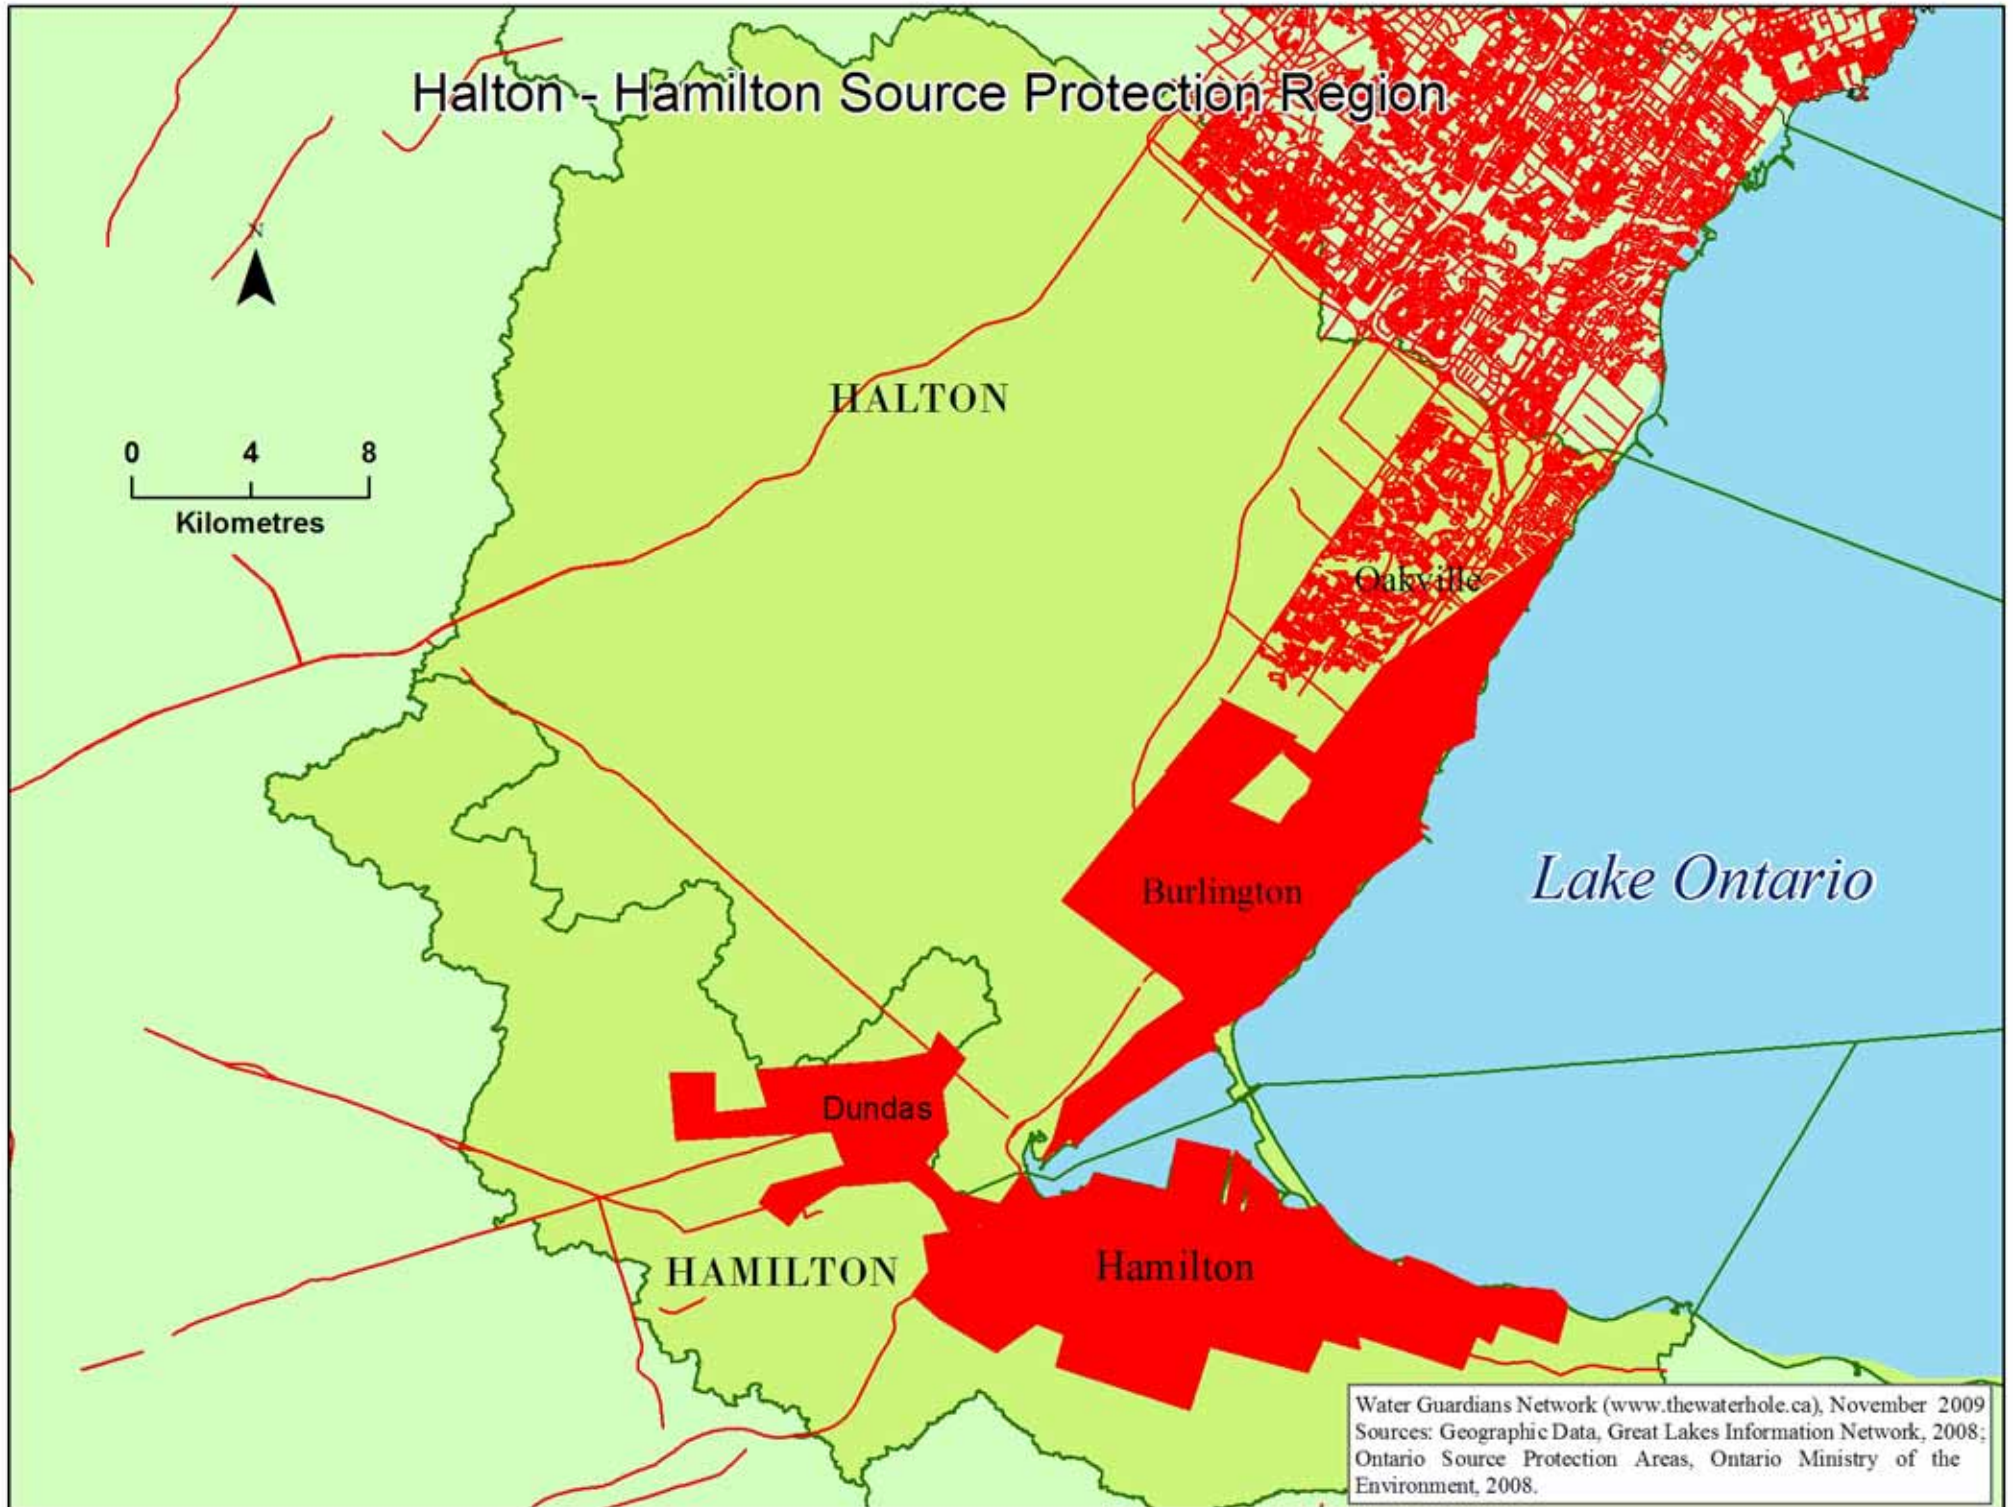 Halton - Hamilton Source Protection Region
N
HALTON
0 4 8
Kilometres
Oakville
Lake Ontario
Burlington
Dundas
HAMILTON
Hamilton
Water Guardians Network (www.thewaterhole.ca), November 2009
Sources: Geographic Data, Great Lakes Information Network, 2008;
Ontario Source Protection Areas, Ontario Ministry of the
Environment, 2008.